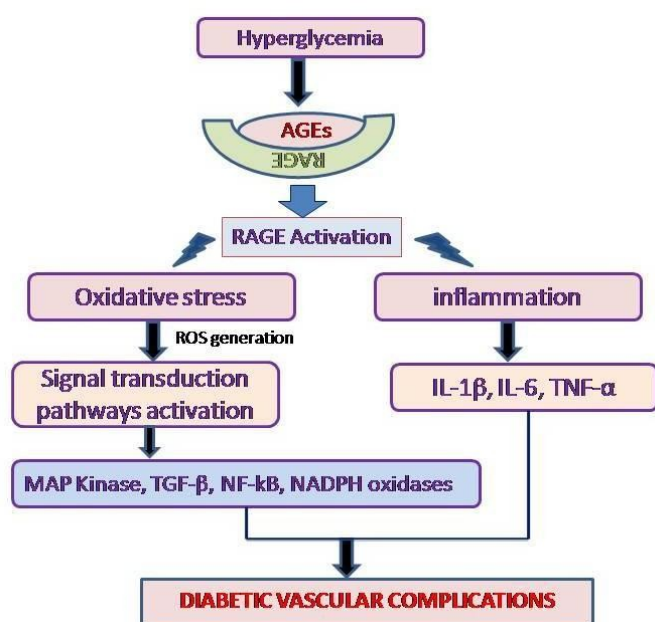 Hyperglycemia
AGEs
RAGE
RAGE Activation
Oxidative stress
inflammation
ROS generation
Signal transduction
pathways activation
IL-1β, IL-6, TNF-α
MAP Kinase, TGF-β, NF-kB, NADPH oxidases
DIABETIC VASCULAR COMPLICATIONS